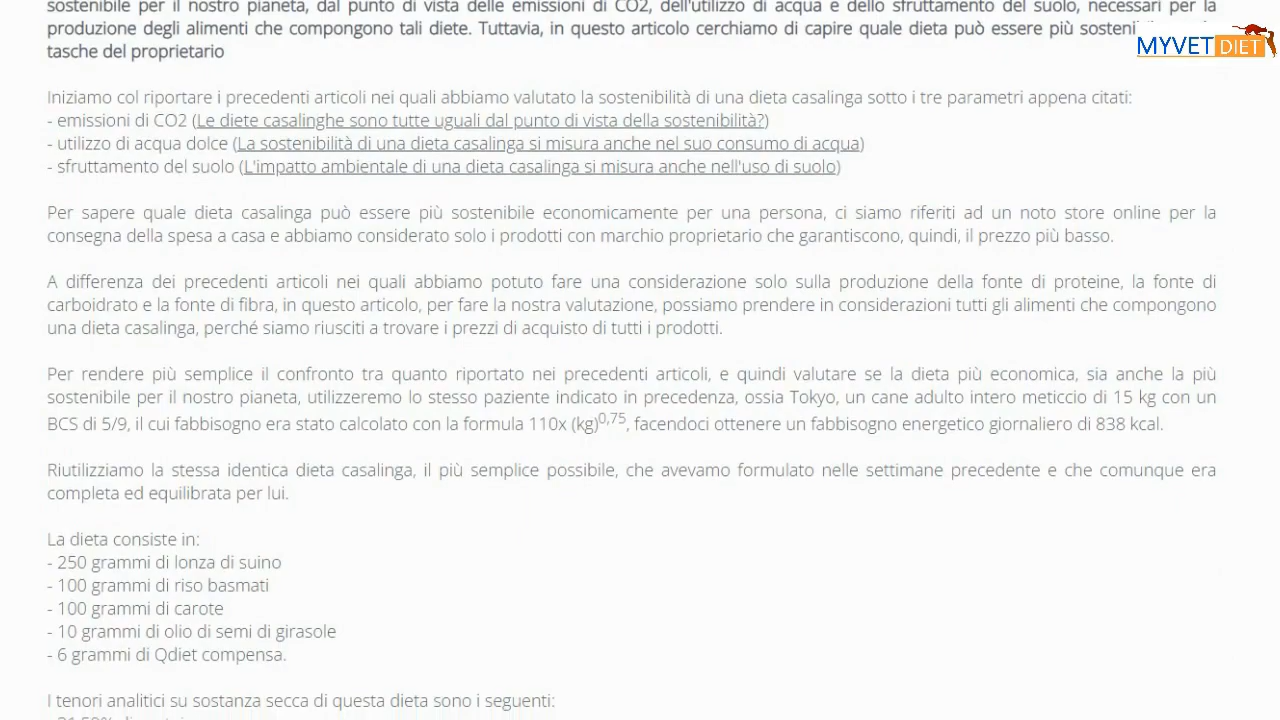 sostenibile per il nostro pianeta, dal punto di vista delle emissioni di CO2, dell'utilizzo di acqua e dello sfruttamento del suolo, necessari per la
produzione degli alimenti che compongono tali diete. Tuttavia, in questo articolo cerchiamo di capire quale dieta può essere più
tasche del proprietario
MYVET DIET
Iniziamo col riportare i precedenti articoli nei quali abbiamo valutato la sostenibilità di una dieta casalinga sotto i tre parametri appena citati:
- emissioni di CO2 (Le diete casalinghe sono tutte uguali dal punto di vista della sostenibilità?)
- utilizzo di acqua dolce (La sostenibilità di una dieta casalinga si misura anche nel suo consumo di acqua)
- sfruttamento del suolo (L'impatto ambientale di una dieta casalinga si misura anche nell'uso di suolo)
Per sapere quale dieta casalinga può essere più sostenibile economicamente per una persona, ci siamo riferiti ad un noto store online per la
consegna della spesa a casa e abbiamo considerato solo i prodotti con marchio proprietario che garantiscono, quindi, il prezzo più basso.
A differenza dei precedenti articoli nei quali abbiamo potuto fare una considerazione solo sulla produzione della fonte di proteine, la fonte di
carboidrato e la fonte di fibra, in questo articolo, per fare la nostra valutazione, possiamo prendere in considerazioni tutti gli alimenti che compongono
una dieta casalinga, perché siamo riusciti a trovare i prezzi di acquisto di tutti i prodotti.
Per rendere più semplice il confronto tra quanto riportato nei precedenti articoli, e quindi valutare se la dieta più economica, sia anche la più
sostenibile per il nostro pianeta, utilizzeremo lo stesso paziente indicato in precedenza, ossia Tokyo, un cane adulto intero meticcio di 15 kg con un
BCS di 5/9, il cui fabbisogno era stato calcolato con la formula 110x (kg)0,75, facendoci ottenere un fabbisogno energetico giornaliero di 838 kcal.
Riutilizziamo la stessa identica dieta casalinga, il più semplice possibile, che avevamo formulato nelle settimane precedente e che comunque era
completa ed equilibrata per lui.
La dieta consiste in:
- 250 grammi di lonza di suino
- 100 grammi di riso basmati
- 100 grammi di carote
- 10 grammi di olio di semi di girasole
- 6 grammi di Qdiet compensa.
I tenori analitici su sostanza secca di questa dieta sono i seguenti: